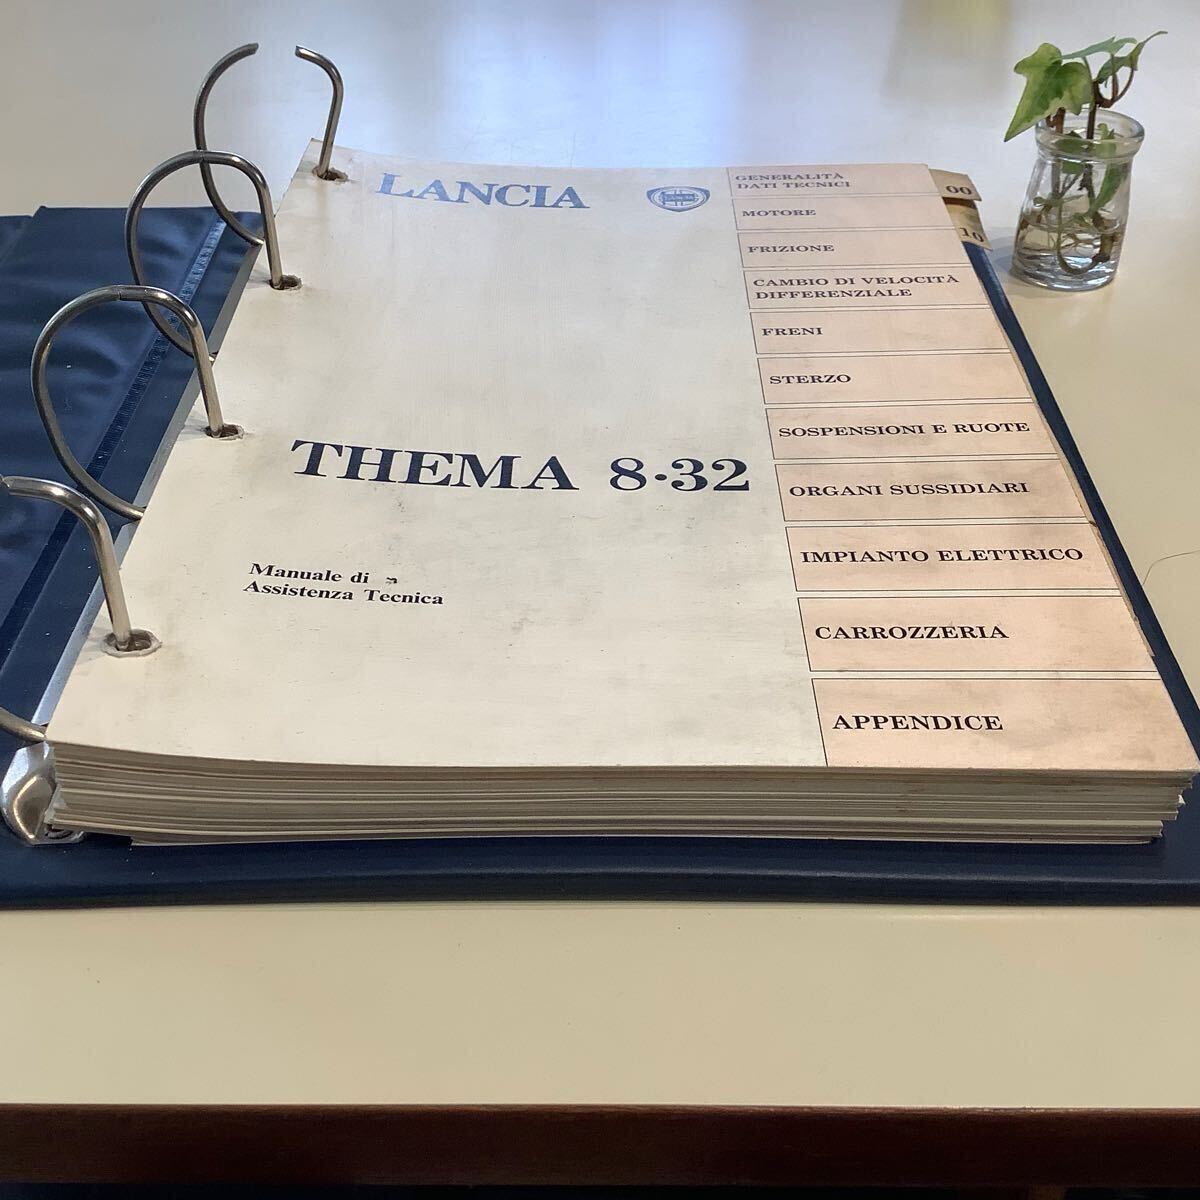 LANCIA
LANCIA
THEMA 8·32
Manuale di
Assistenza Tecnica
GENERALITÀ
DATI TECNICI
MOTORE
FRIZIONE
CAMBIO DI VELOCITÀ
DIFFERENZIALE
FRENI
STERZO
SOSPENSIONI E RUOTE
ORGANI SUSSIDIARI
IMPIANTO ELETTRICO
CARROZZERIA
APPENDICE
00
10